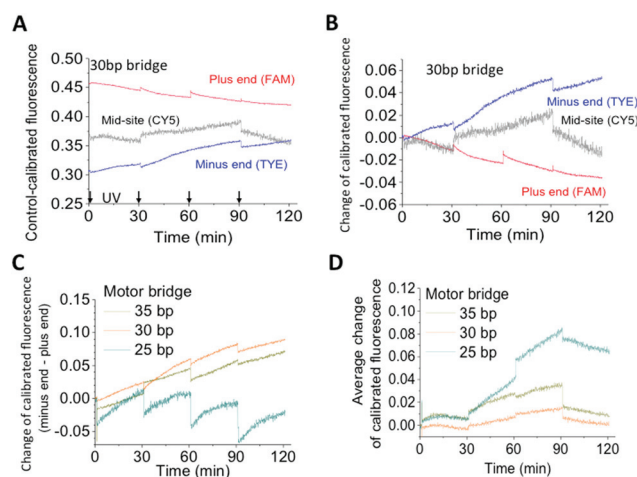 A
30bp bridge
Plus end (FAM)
Mid-site (CY5)
Minus end (TYE)
UV
0.50
0.45
0.40
0.35
0.30
0.25
0 30 60 90 120
Time (min)
Control-calibrated fluorescence
B
30bp bridge
Minus end (TYE)
Mid-site (CY5)
Plus end (FAM)
0.06
0.04
0.02
0.00
-0.02
-0.04
-0.06
0 30 60 90 120
Time (min)
Change of calibrated fluorescence
C
Motor bridge
35 bp
30 bp
25 bp
0.15
0.10
0.05
0.00
-0.05
0 30 60 90 120
Time (min)
Change of calibrated fluorescence
(minus end - plus end)
D
Motor bridge
35 bp
30 bp
25 bp
0.12
0.10
0.08
0.06
0.04
0.02
0.00
0 30 60 90 120
Time (min)
Average change
of calibrated fluorescence